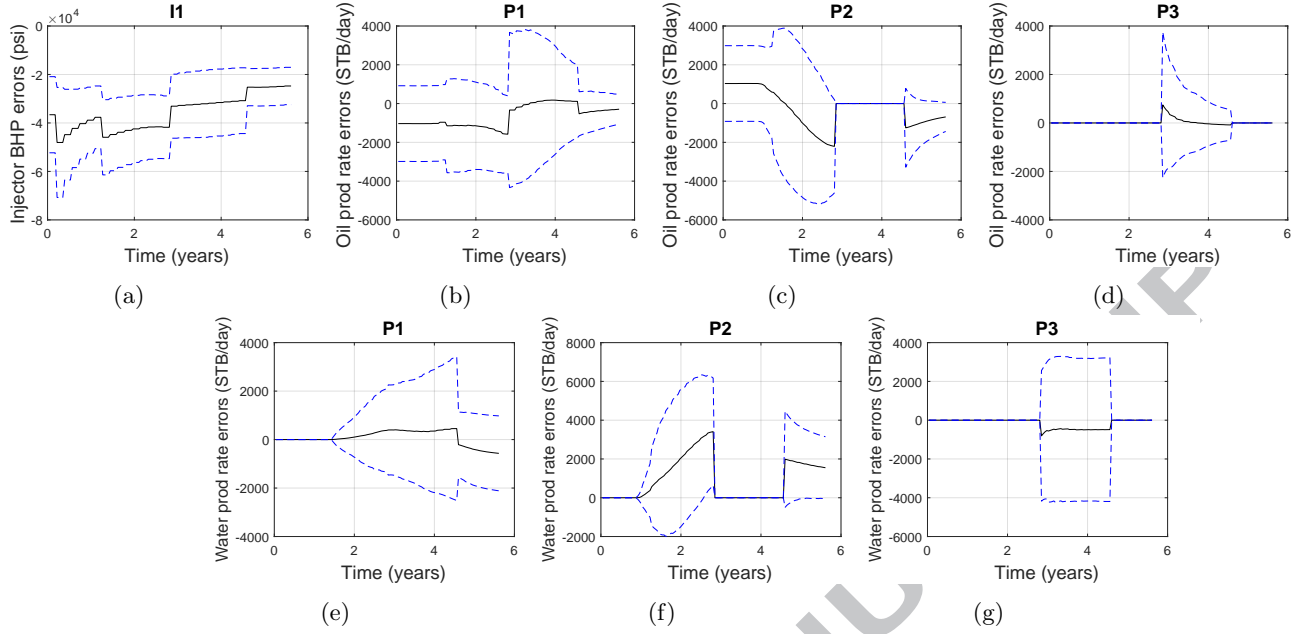 I1
×10⁴
Injector BHP errors (psi)
0
-2
-4
-6
-8
0 2 4 6
Time (years)
(a)
P1
Oil prod rate errors (STB/day)
4000
2000
0
-2000
-4000
-6000
0 2 4 6
Time (years)
(b)
P2
Oil prod rate errors (STB/day)
4000
2000
0
-2000
-4000
-6000
0 2 4 6
Time (years)
(c)
P3
Oil prod rate errors (STB/day)
4000
2000
0
-2000
-4000
0 2 4 6
Time (years)
(d)
P1
Water prod rate errors (STB/day)
4000
2000
0
-2000
-4000
0 2 4 6
Time (years)
(e)
P2
Water prod rate errors (STB/day)
6000
4000
2000
0
-2000
0 2 4 6
Time (years)
(f)
P3
Water prod rate errors (STB/day)
4000
2000
0
-2000
-4000
-6000
0 2 4 6
Time (years)
(g)